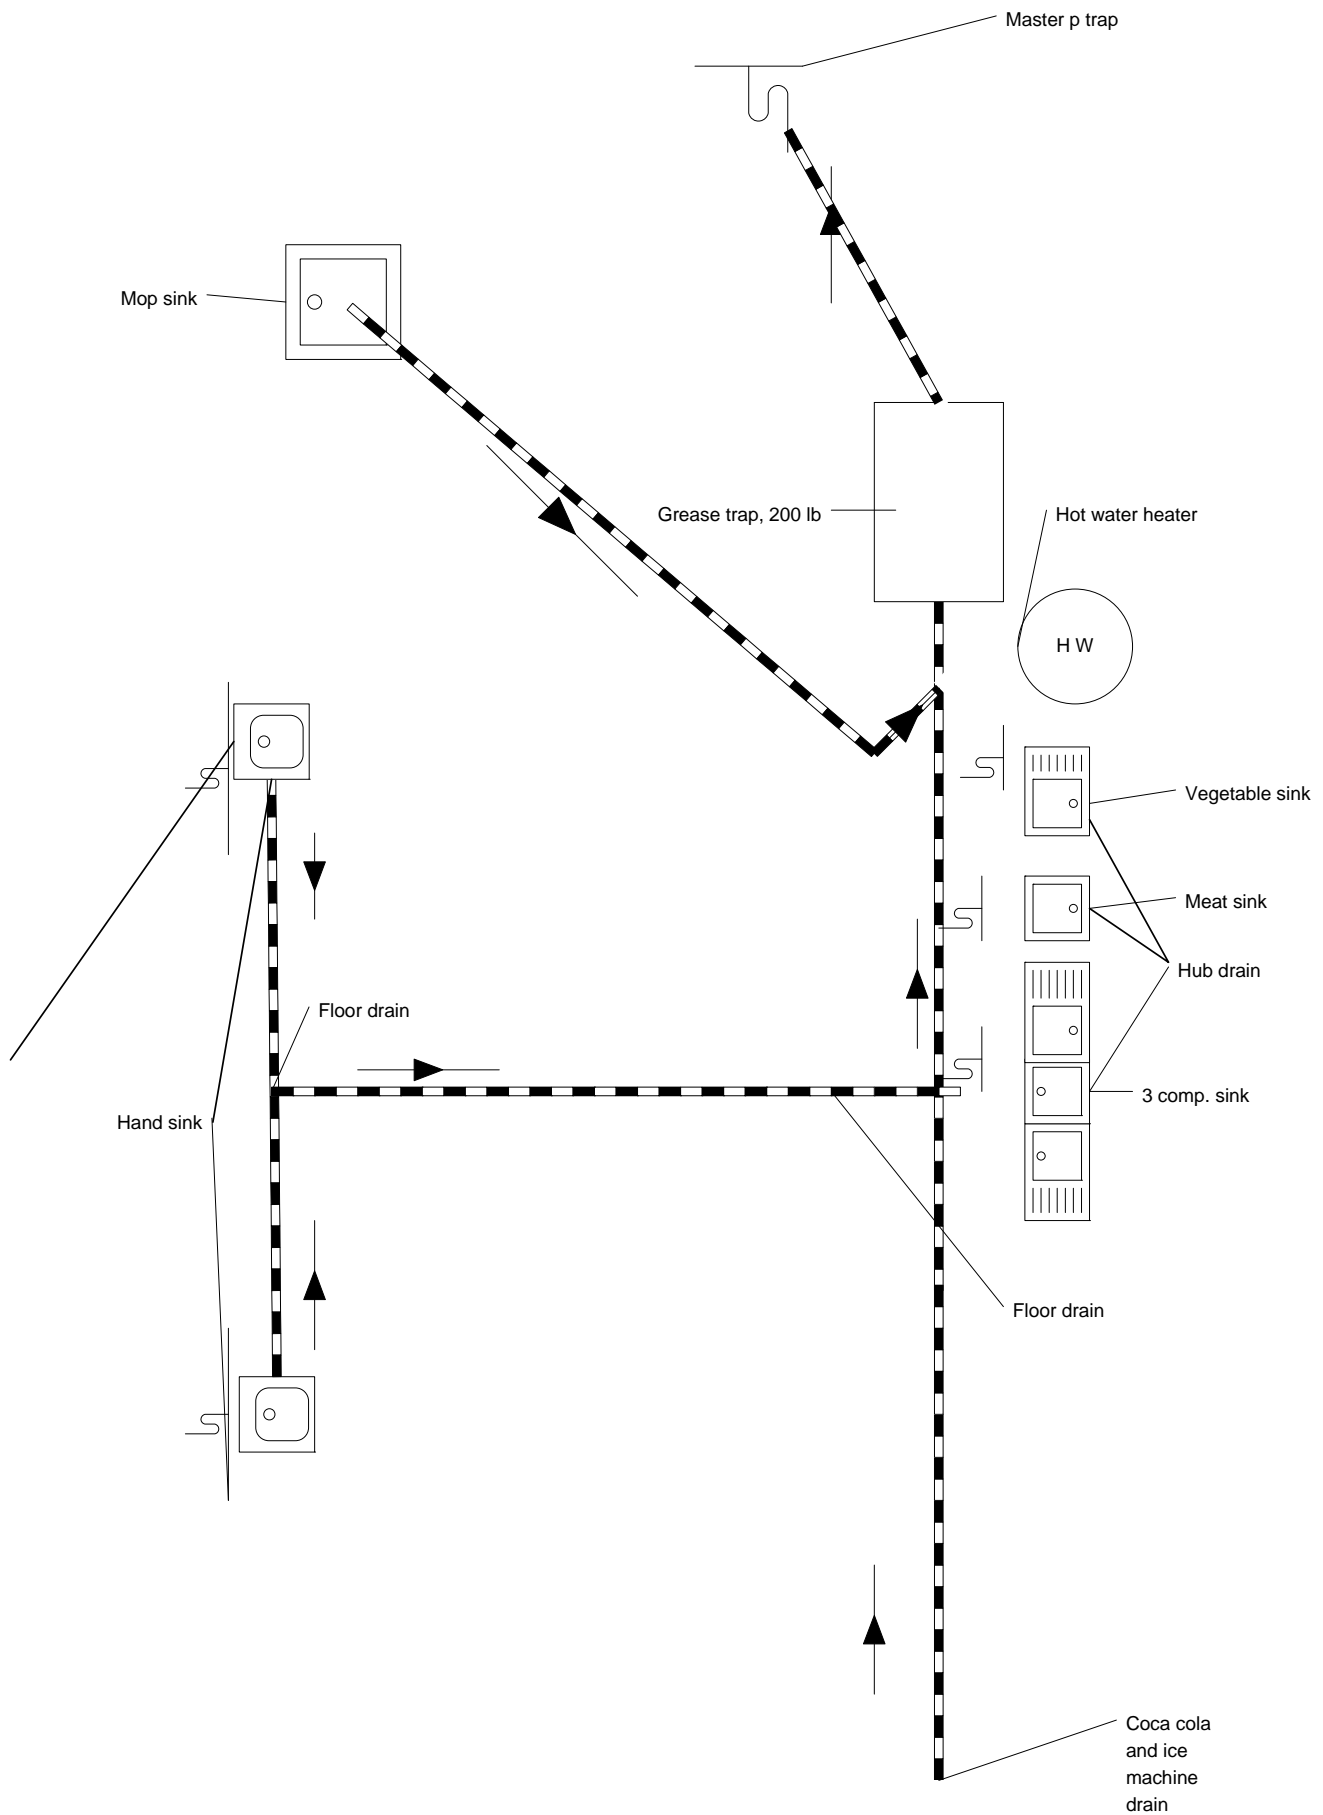 Master p trap
Mop sink
Grease trap, 200 lb
Hot water heater
H W
Vegetable sink
Meat sink
Hub drain
Floor drain
3 comp. sink
Hand sink
Floor drain
Coca cola
and ice
machine
drain